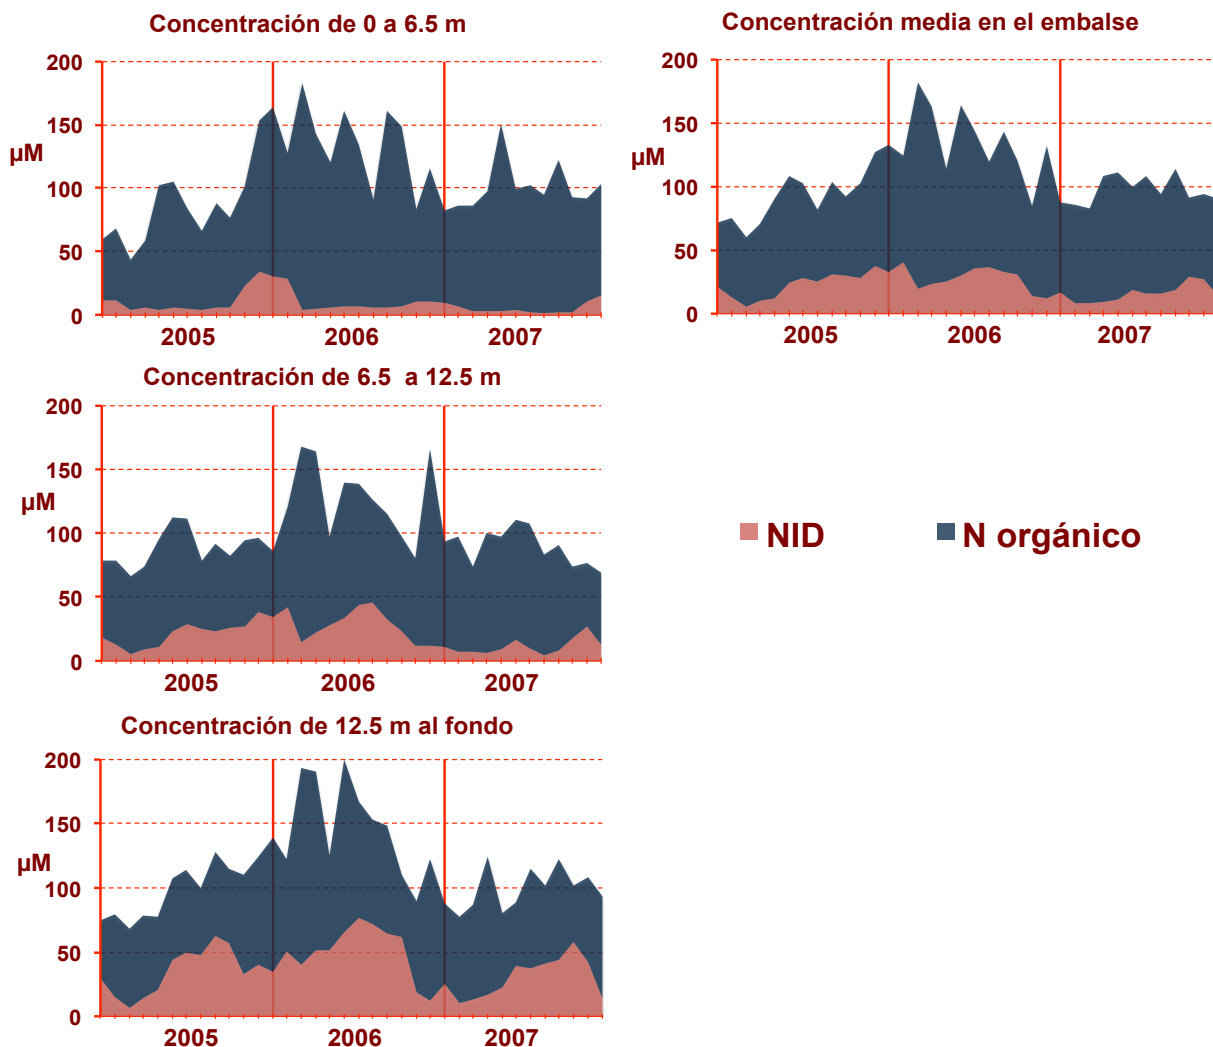 Concentración de 0 a 6.5 m
200
150
µM
100
50
0
2005 2006 2007
Concentración media en el embalse
200
150
µM
100
50
0
2005 2006 2007
Concentración de 6.5 a 12.5 m
200
150
µM
100
50
0
2005 2006 2007
NID N orgánico
Concentración de 12.5 m al fondo
200
150
µM
100
50
0
2005 2006 2007